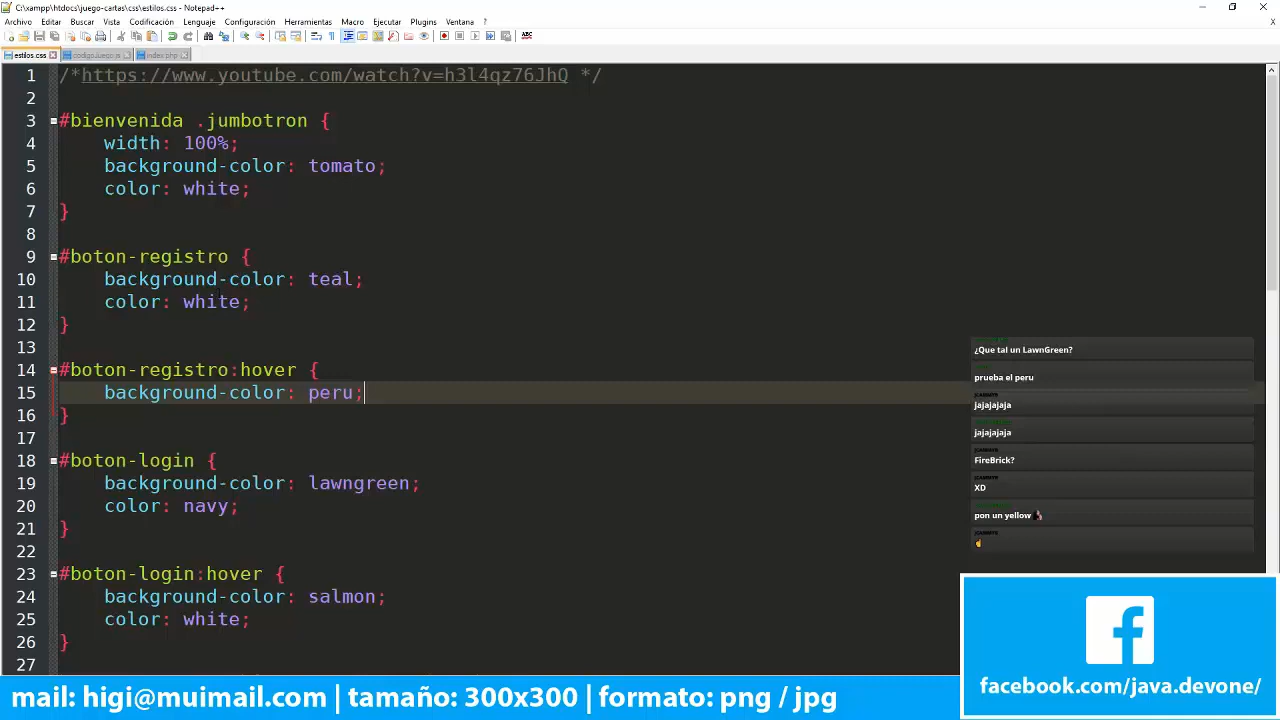 C:\xampp\htdocs\juego-cartas\css\estilos.css - Notepad++
Archivo Editar Buscar Vista Codificación Lenguaje Configuración Herramientas Macro Ejecutar Plugins Ventana ?
estilos.css index.php
1 /*https://www.youtube.com/watch?v=h3l4qz76JhQ */
2
3 #bienvenida .jumbotron {
4 width: 100%;
5 background-color: tomato;
6 color: white;
7 }
8
9 #boton-registro {
10 background-color: teal;
11 color: white;
12 }
13
14 #boton-registro:hover {
15 background-color: peru;
16 }
17
18 #boton-login {
19 background-color: lawngreen;
20 color: navy;
21 }
22
23 #boton-login:hover {
24 background-color: salmon;
25 color: white;
26 }
27
¿Que tal un LawnGreen?
prueba el peru
jajajajaja
jajajajaja
FireBrick?
XD
pon un yellow
mail: higi@muimail.com | tamaño: 300x300 | formato: png / jpg
facebook.com/java.devone/